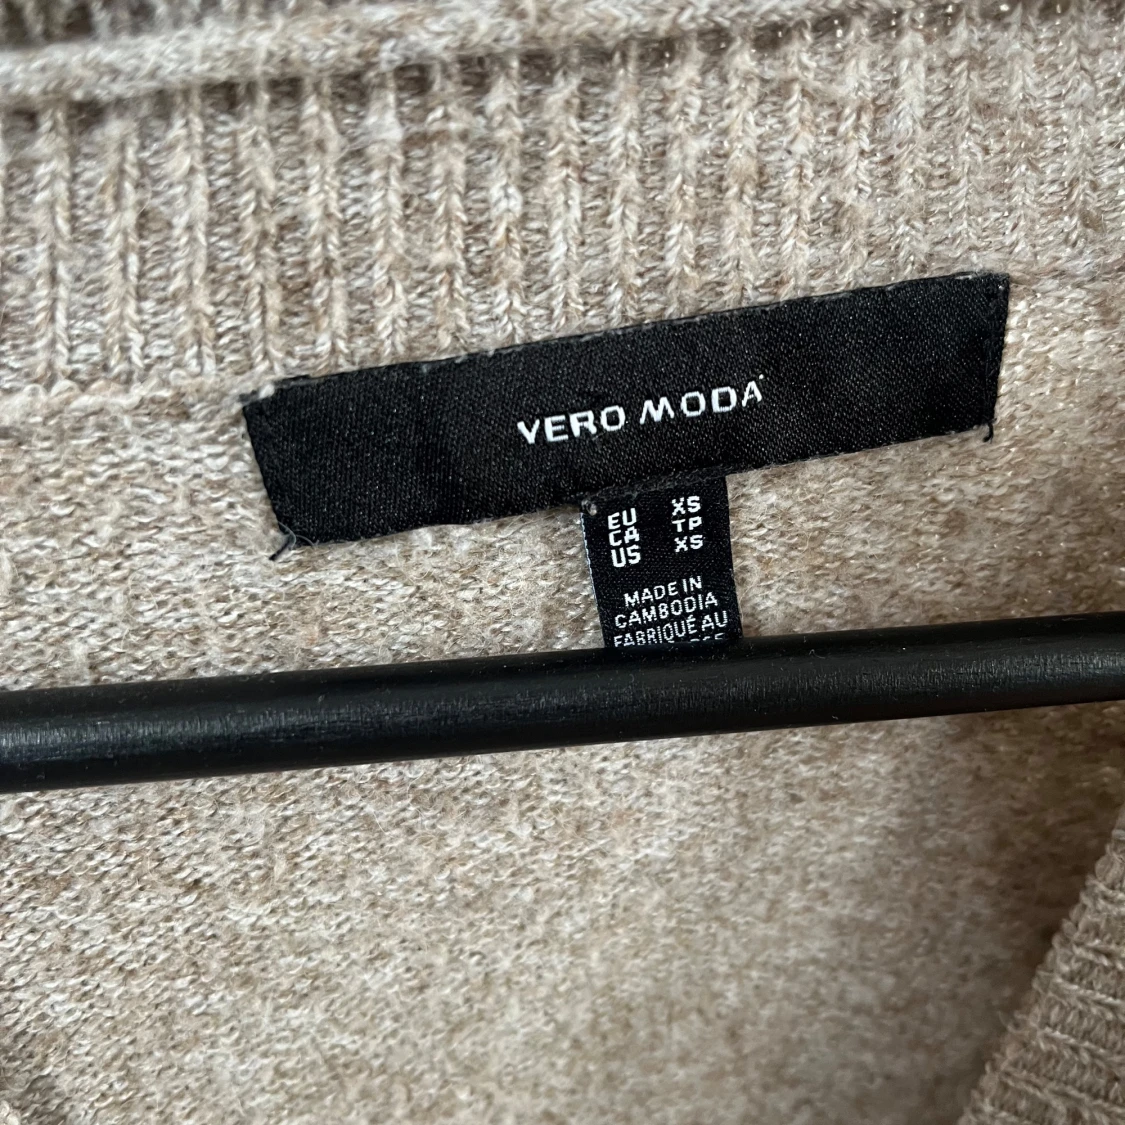 VERO MODA
EU XS
CA TP
US XS
MADE IN
CAMBODIA
FABRIQUÉ AU